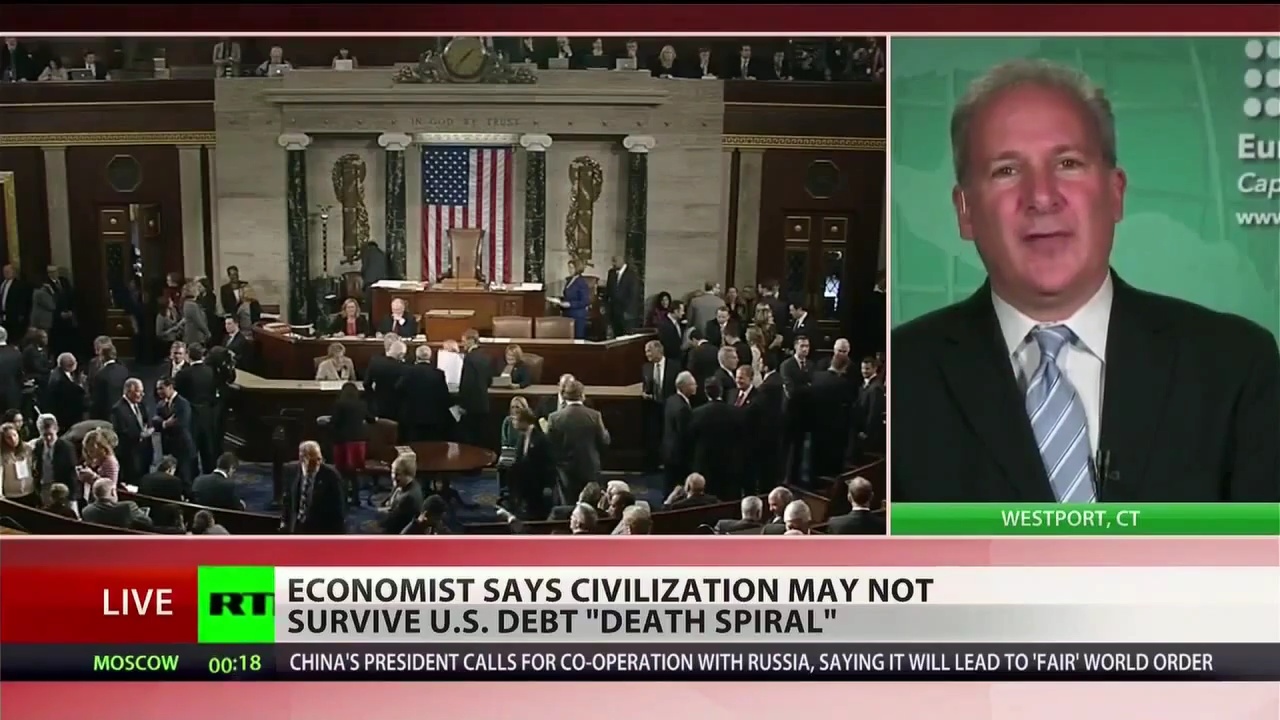 IN GOD WE TRUST
Eur
Cap
www
WESTPORT, CT
LIVE
RT
ECONOMIST SAYS CIVILIZATION MAY NOT
SURVIVE U.S. DEBT "DEATH SPIRAL"
MOSCOW 00:18 CHINA'S PRESIDENT CALLS FOR CO-OPERATION WITH RUSSIA, SAYING IT WILL LEAD TO 'FAIR' WORLD ORDER